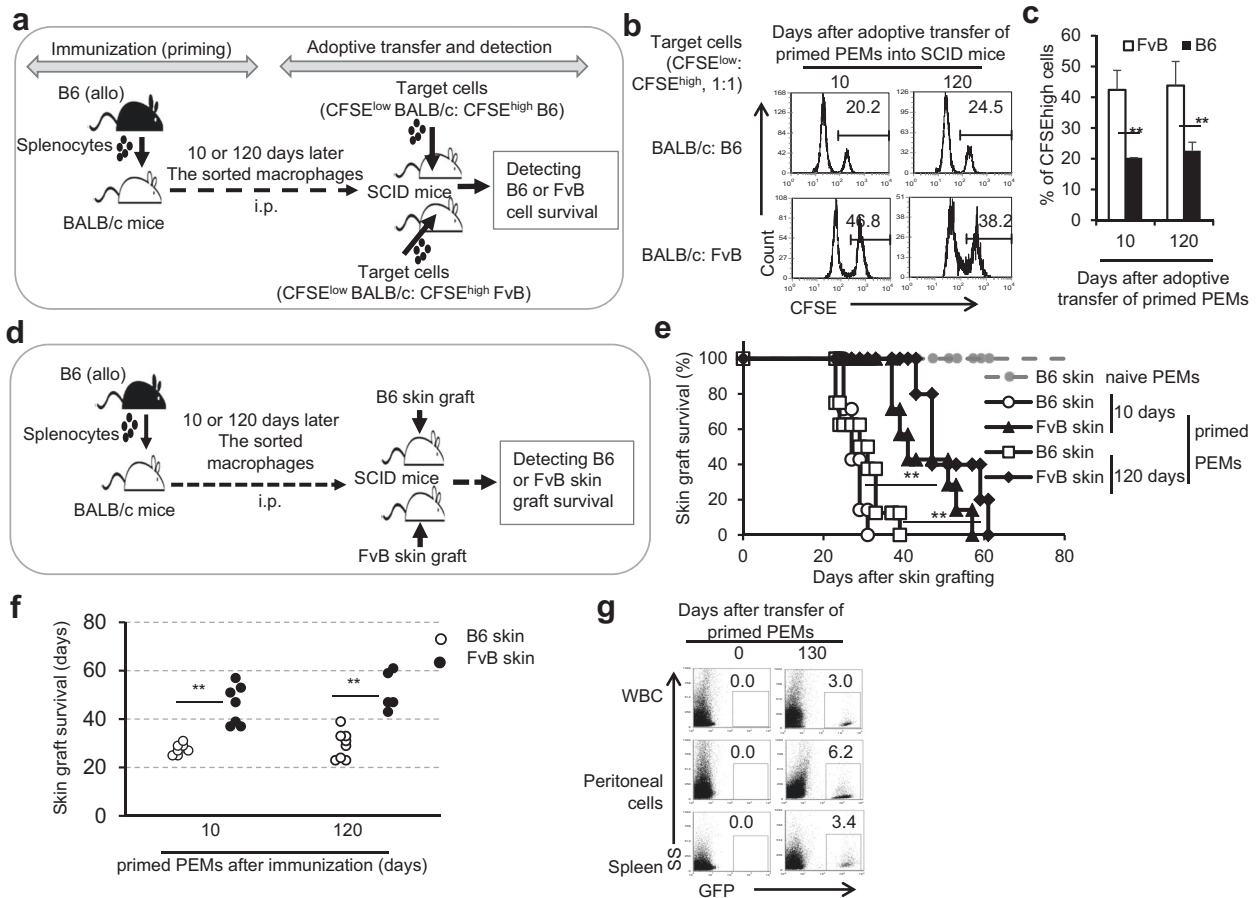 a
Immunization (priming)
Adoptive transfer and detection
B6 (allo)
Splenocytes
BALB/c mice
10 or 120 days later
The sorted macrophages
i.p.
Target cells
(CFSElow BALB/c: CFSEhigh B6)
SCID mice
Target cells
(CFSElow BALB/c: CFSEhigh FvB)
Detecting
B6 or FvB
cell survival
b
Target cells
(CFSElow:
CFSEhigh, 1:1)
Days after adoptive transfer of
primed PEMs into SCID mice
10 120
BALB/c: B6
20.2 24.5
BALB/c: FvB
46.8 38.2
Count
CFSE
c
FvB B6
% of CFSEhigh cells
60
50
40
30
20
10
0
** **
10 120
Days after adoptive
transfer of primed PEMs
d
B6 (allo)
Splenocytes
BALB/c mice
10 or 120 days later
The sorted
macrophages
i.p.
B6 skin graft
SCID mice
FvB skin graft
Detecting B6
or FvB skin
graft survival
e
Skin graft survival (%)
100
80
60
40
20
0
0 20 40 60 80
Days after skin grafting
**
**
B6 skin naive PEMs
B6 skin
FvB skin
10 days
B6 skin
FvB skin
120 days
primed
PEMs
f
Skin graft survival (days)
80
60
40
20
0
** **
B6 skin
FvB skin
10 120
primed PEMs after immunization (days)
g
Days after transfer of
primed PEMs
0 130
WBC
0.0 3.0
Peritoneal
cells
0.0 6.2
Spleen
0.0 3.4
SS
GFP